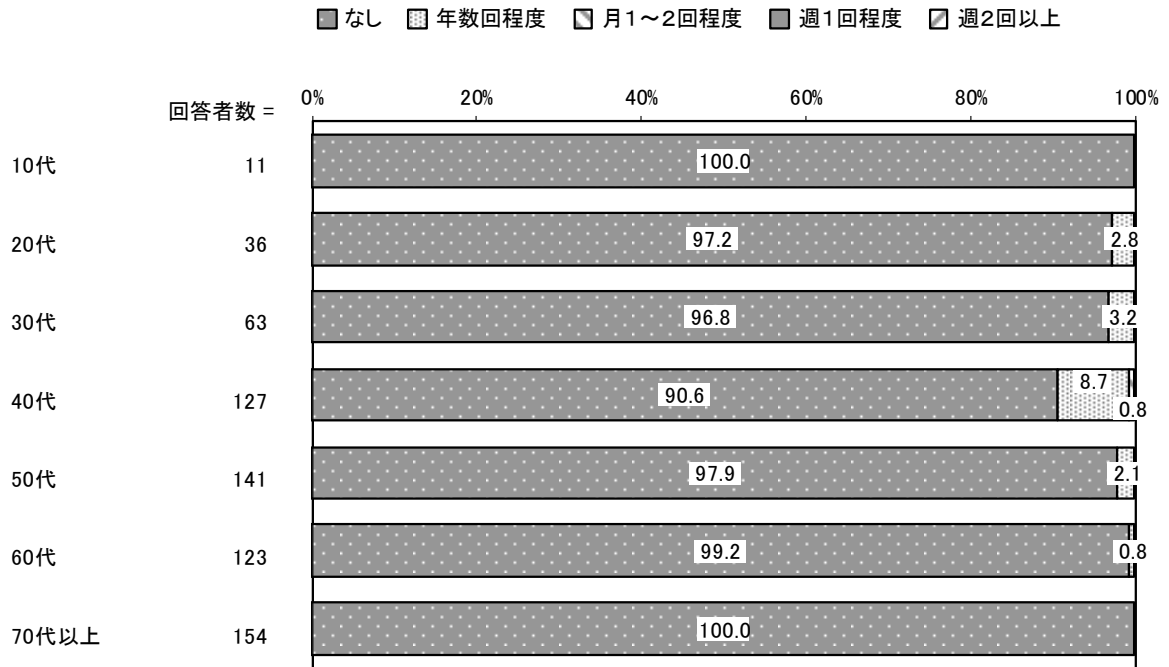 なし 年数回程度 月1～2回程度 週1回程度 週2回以上
0% 20% 40% 60% 80% 100%
回答者数 =
10代 11 100.0
20代 36 97.2 2.8
30代 63 96.8 3.2
40代 127 90.6 8.7 0.8
50代 141 97.9 2.1
60代 123 99.2 0.8
70代以上 154 100.0